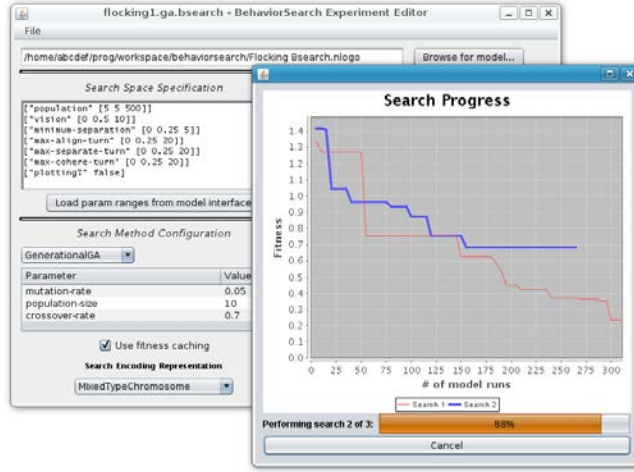 flocking1.ga.bsearch - BehaviorSearch Experiment Editor
File
/home/abcdef/prog/workspace/behaviorsearch/Flocking Bsearch.nlogo
Browse for model...
Search Space Specification
["population" [5 5 500]]
["vision" [0 0.5 10]]
["minimum-separation" [0 0.25 5]]
["max-align-turn" [0 0.25 20]]
["max-separate-turn" [0 0.25 20]]
["max-cohere-turn" [0 0.25 20]]
["plotting?" false]
Load param ranges from model interface
Search Method Configuration
GenerationalGA
Parameter Value
mutation-rate 0.05
population-size 10
crossover-rate 0.7
Use fitness caching
Search Encoding Representation
MixedTypeChromosome
Search Progress
Fitness
1.4
1.3
1.2
1.1
1.0
0.9
0.8
0.7
0.6
0.5
0.4
0.3
0.2
0.1
0.0
0 25 50 75 100 125 150 175 200 225 250 275 300
# of model runs
Search 1 Search 2
Performing search 2 of 3: 88%
Cancel